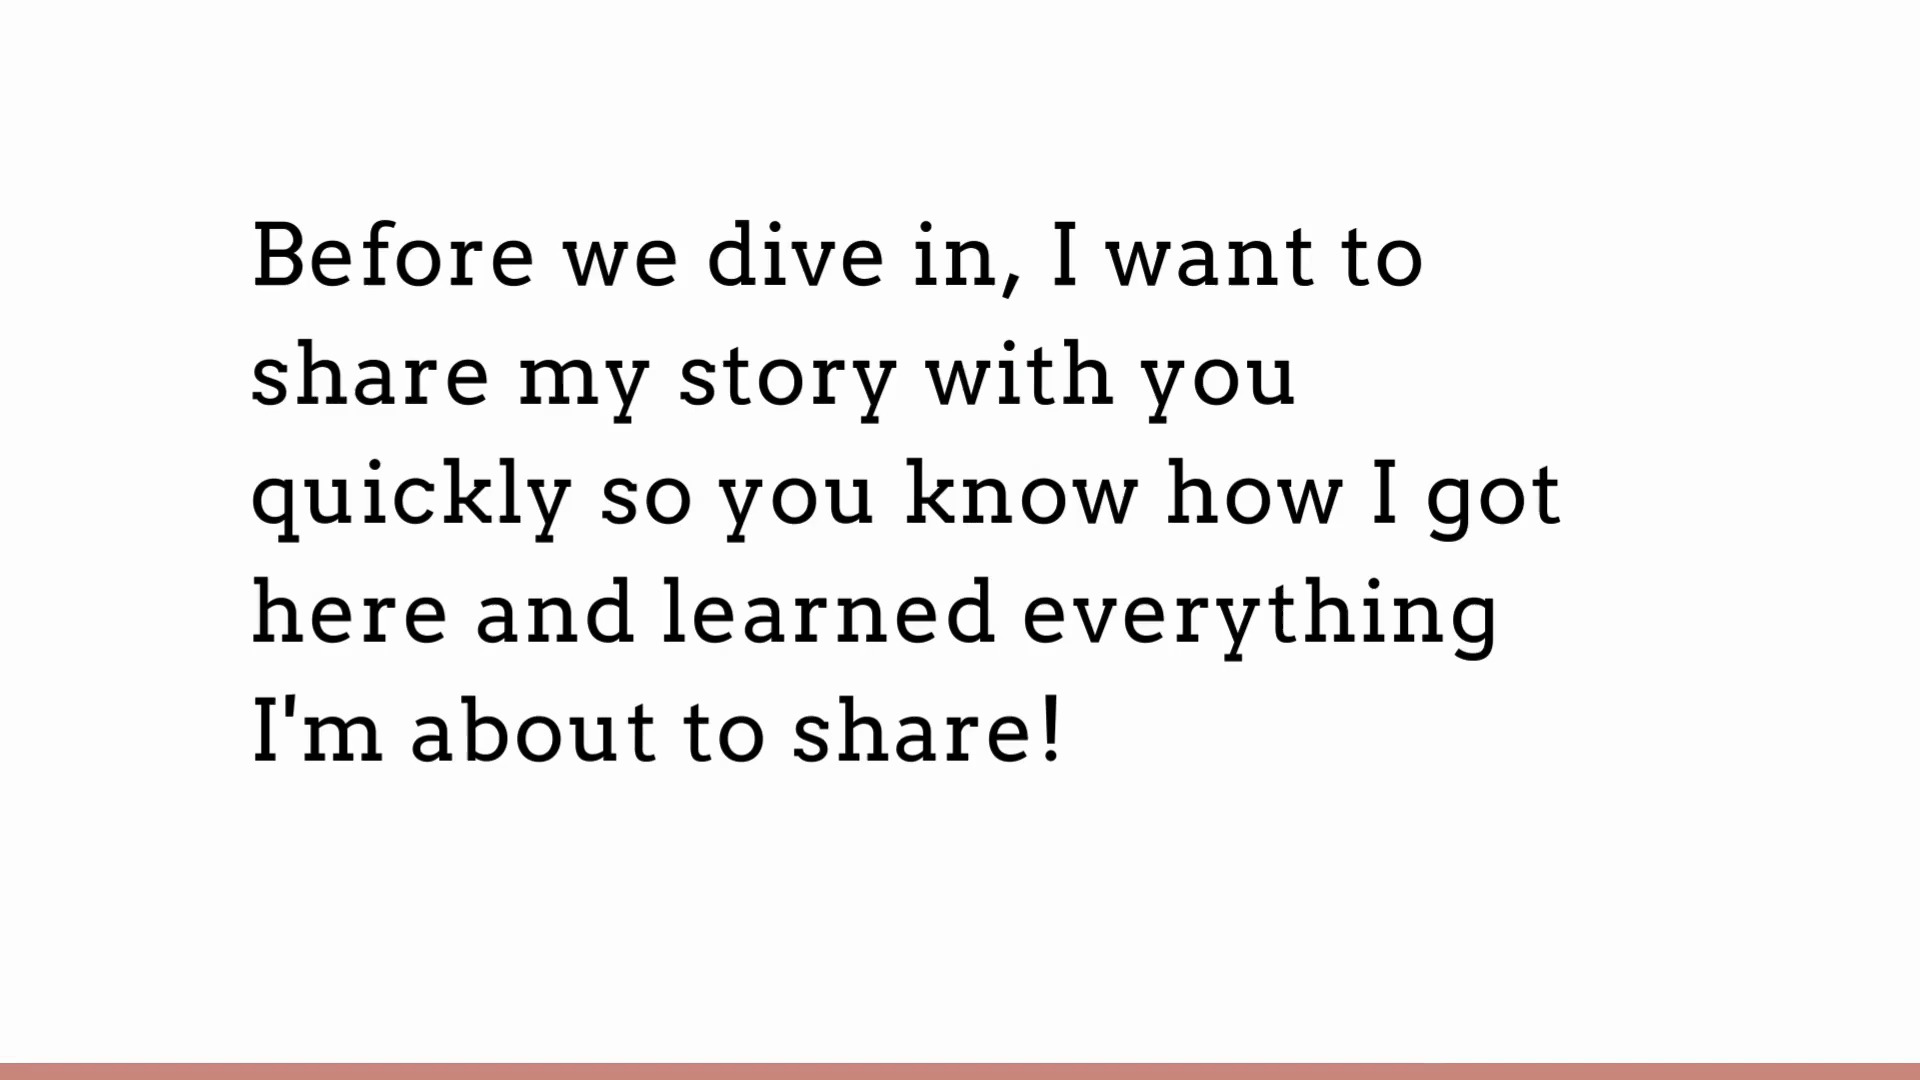 Before we dive in, I want to
share my story with you
quickly so you know how I got
here and learned everything
I'm about to share!